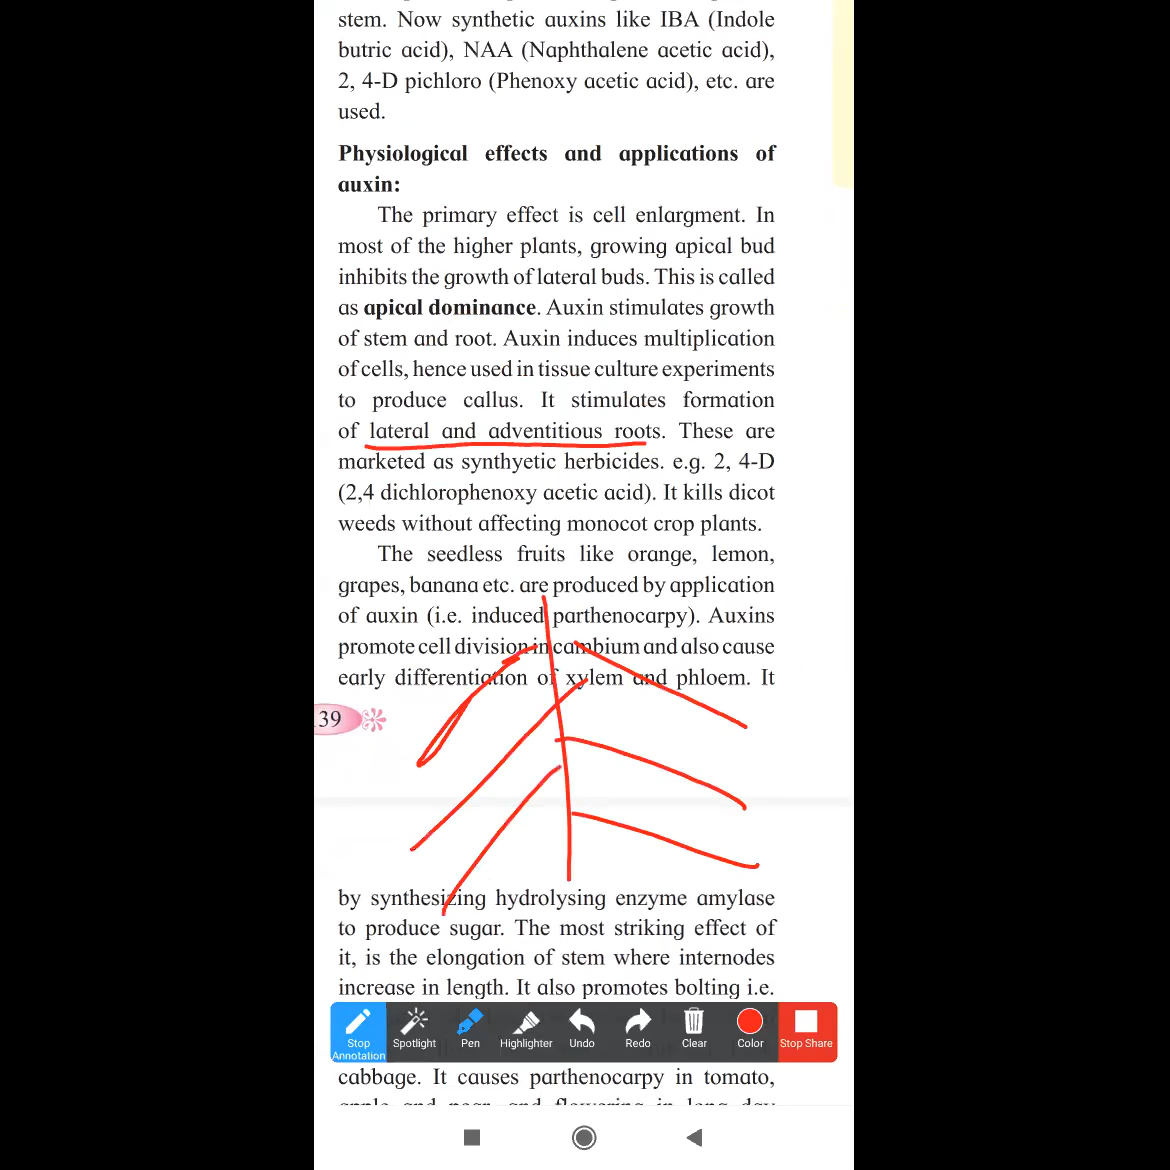 stem. Now synthetic auxins like IBA (Indole
butric acid), NAA (Naphthalene acetic acid),
2, 4-D pichloro (Phenoxy acetic acid), etc. are
used.
Physiological effects and applications of
auxin:
The primary effect is cell enlargment. In
most of the higher plants, growing apical bud
inhibits the growth of lateral buds. This is called
as apical dominance. Auxin stimulates growth
of stem and root. Auxin induces multiplication
of cells, hence used in tissue culture experiments
to produce callus. It stimulates formation
of lateral and adventitious roots. These are
marketed as synthyetic herbicides. e.g. 2, 4-D
(2,4 dichlorophenoxy acetic acid). It kills dicot
weeds without affecting monocot crop plants.
The seedless fruits like orange, lemon,
grapes, banana etc. are produced by application
of auxin (i.e. induced parthenocarpy). Auxins
promote cell division in cambium and also cause
early differentiation of xylem and phloem. It
39
by synthesizing hydrolysing enzyme amylase
to produce sugar. The most striking effect of
it, is the elongation of stem where internodes
increase in length. It also promotes bolting i.e.
Stop Annotation
Spotlight
Pen
Highlighter
Undo
Redo
Clear
Color
Stop Share
cabbage. It causes parthenocarpy in tomato,
apple and pear and flowering in long day